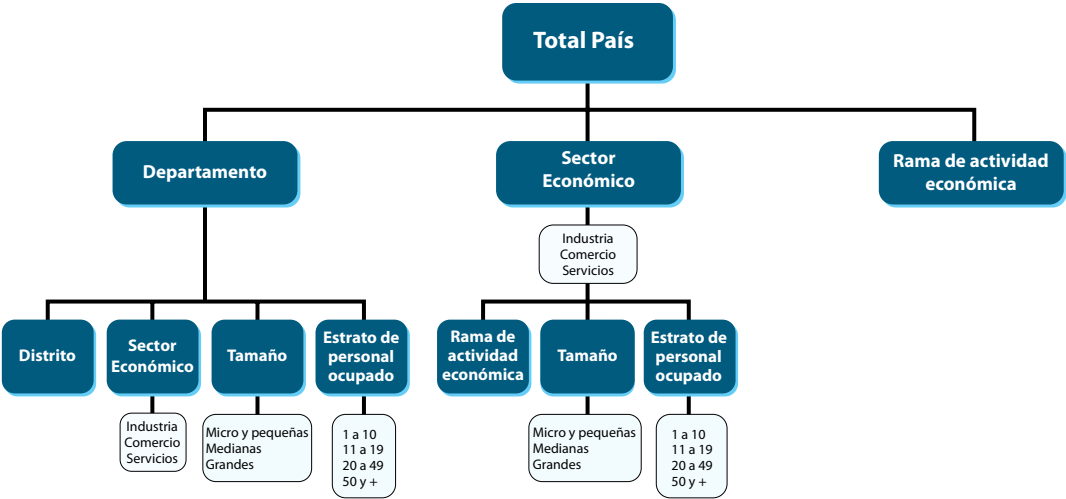 Total País
Departamento
Sector
Económico
Rama de actividad
económica
Industria
Comercio
Servicios
Distrito
Sector
Económico
Tamaño
Estrato de
personal
ocupado
Rama de
actividad
económica
Tamaño
Estrato de
personal
ocupado
Industria
Comercio
Servicios
Micro y pequeñas
Medianas
Grandes
1 a 10
11 a 19
20 a 49
50 y +
Micro y pequeñas
Medianas
Grandes
1 a 10
11 a 19
20 a 49
50 y +